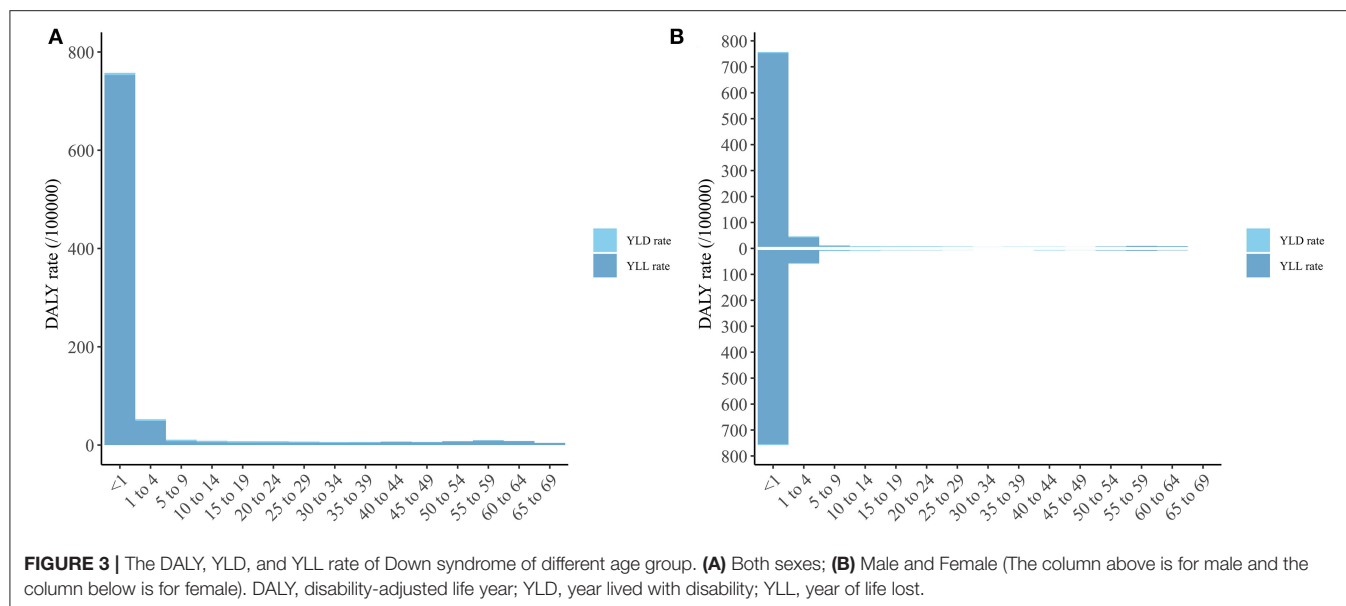 A
800
600
400
200
0
DALY rate (/100000)
<1
1 to 4
5 to 9
10 to 14
15 to 19
20 to 24
25 to 29
30 to 34
35 to 39
40 to 44
45 to 49
50 to 54
55 to 59
60 to 64
65 to 69
YLD rate
YLL rate
B
800
700
600
500
400
300
200
100
0
100
200
300
400
500
600
700
800
DALY rate (/100000)
<1
1 to 4
5 to 9
10 to 14
15 to 19
20 to 24
25 to 29
30 to 34
35 to 39
40 to 44
45 to 49
50 to 54
55 to 59
60 to 64
65 to 69
YLD rate
YLL rate
FIGURE 3 | The DALY, YLD, and YLL rate of Down syndrome of different age group. (A) Both sexes; (B) Male and Female (The column above is for male and the
column below is for female). DALY, disability-adjusted life year; YLD, year lived with disability; YLL, year of life lost.